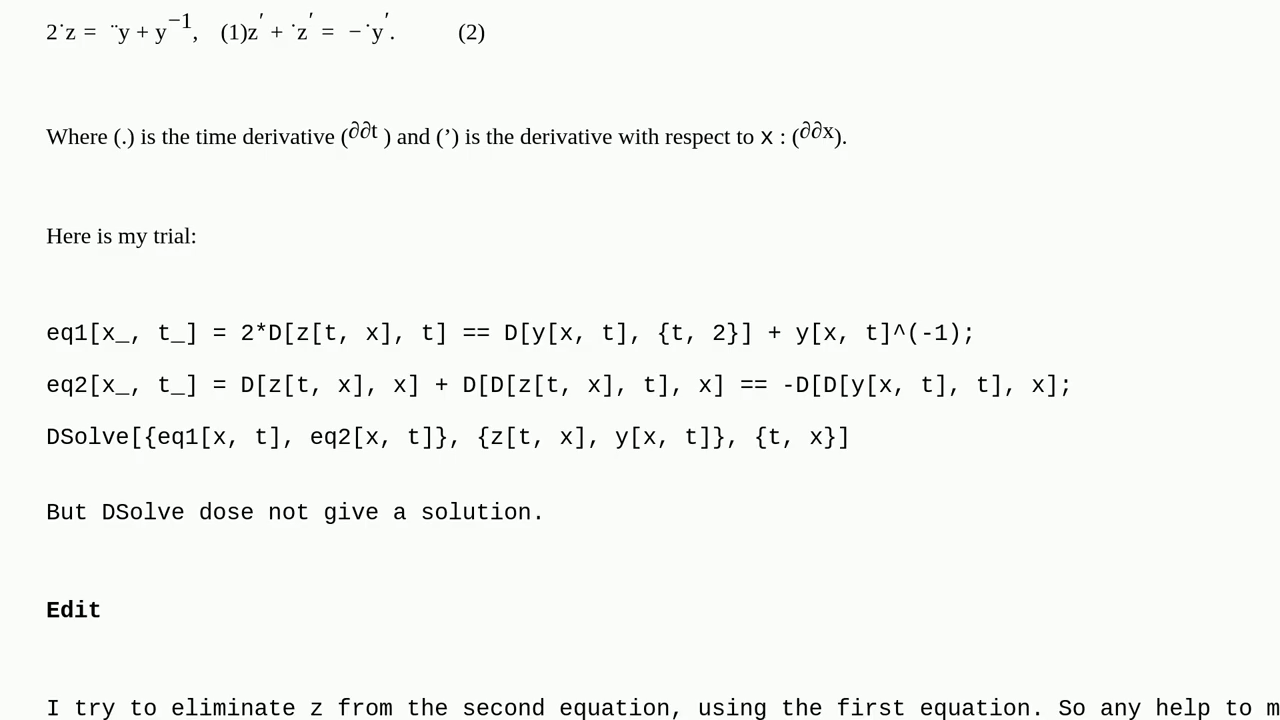 2˙z = ¨y + y−1, (1)z′ + ˙z′ = −˙y′. (2)
Where (.) is the time derivative (∂∂t ) and (’) is the derivative with respect to x : (∂∂x).
Here is my trial:
eq1[x_, t_] = 2*D[z[t, x], t] == D[y[x, t], {t, 2}] + y[x, t]^(-1);
eq2[x_, t_] = D[z[t, x], x] + D[D[z[t, x], t], x] == -D[D[y[x, t], t], x];
DSolve[{eq1[x, t], eq2[x, t]}, {z[t, x], y[x, t]}, {t, x}]
But DSolve dose not give a solution.
Edit
I try to eliminate z from the second equation, using the first equation. So any help to m